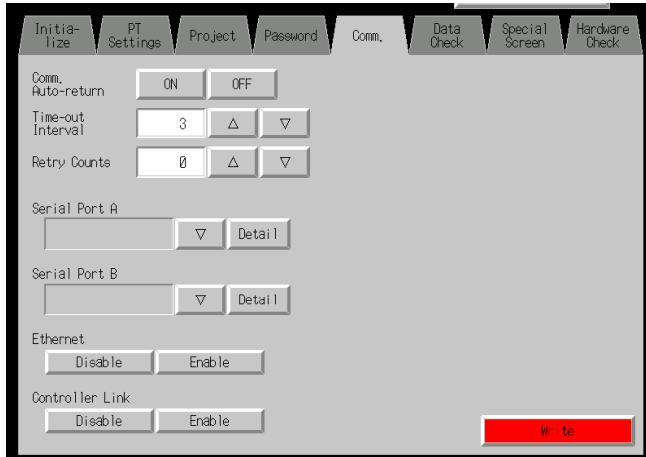 Initia-
lize
PT
Settings
Project
Password
Comm.
Data
Check
Special
Screen
Hardware
Check
Comm.
Auto-return
ON
OFF
Time-out
Interval
3
△
▽
Retry Counts
0
△
▽
Serial Port A
▽
Detail
Serial Port B
▽
Detail
Ethernet
Disable
Enable
Controller Link
Disable
Enable
Write